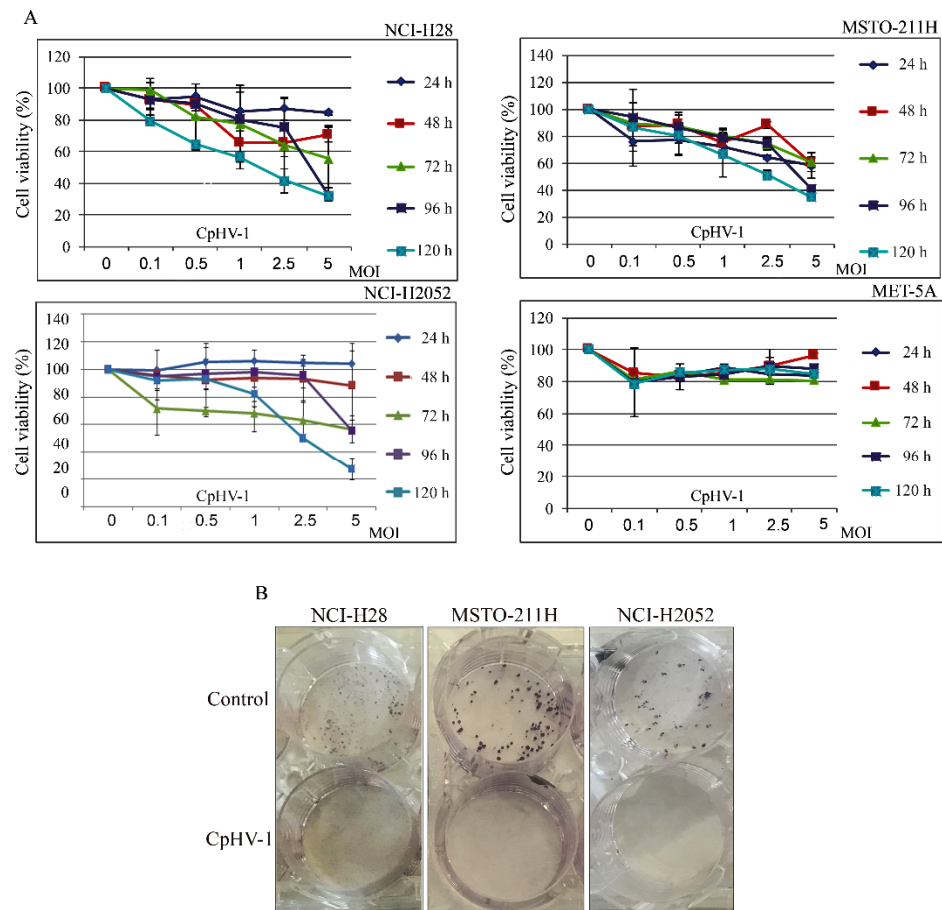 A
NCI-H28
Cell viability (%)
120
100
80
60
40
20
0
CpHV-1
0 0.1 0.5 1 2.5 5
MOI
24 h
48 h
72 h
96 h
120 h
MSTO-211H
Cell viability (%)
140
120
100
80
60
40
20
0
CpHV-1
0 0.1 0.5 1 2.5 5
MOI
24 h
48 h
72 h
96 h
120 h
NCI-H2052
Cell viability (%)
140
120
100
80
60
40
20
0
CpHV-1
0 0.1 0.5 1 2.5 5
MOI
24 h
48 h
72 h
96 h
120 h
MET-5A
Cell viability (%)
120
100
80
60
40
20
0
CpHV-1
0 0.1 0.5 1 2.5 5
MOI
24 h
48 h
72 h
96 h
120 h
B
NCI-H28 MSTO-211H NCI-H2052
Control
CpHV-1